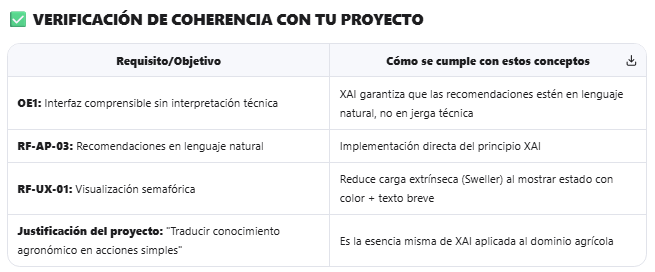 ✅ VERIFICACIÓN DE COHERENCIA CON TU PROYECTO
Requisito/Objetivo
Cómo se cumple con estos conceptos
OE1: Interfaz comprensible sin interpretación técnica
XAI garantiza que las recomendaciones estén en lenguaje
natural, no en jerga técnica
RF-AP-03: Recomendaciones en lenguaje natural
Implementación directa del principio XAI
RF-UX-01: Visualización semafórica
Reduce carga extrínseca (Sweller) al mostrar estado con
color + texto breve
Justificación del proyecto: "Traducir conocimiento
agronómico en acciones simples"
Es la esencia misma de XAI aplicada al dominio agrícola